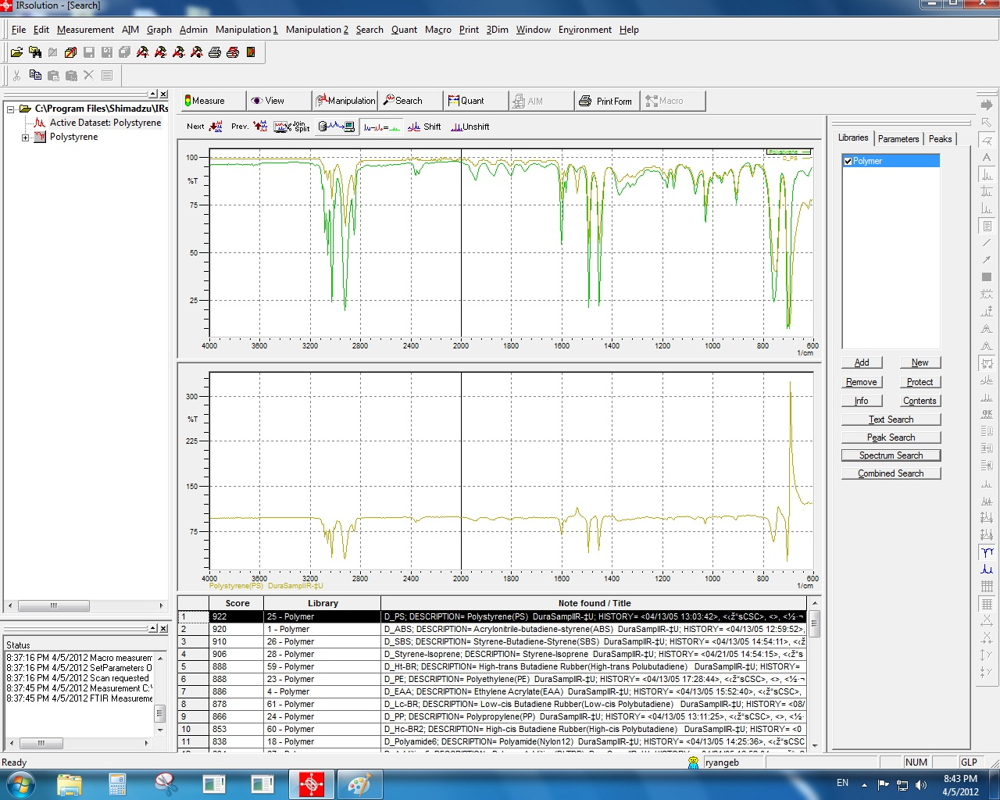 IRsolution - [Search]
File Edit Measurement AIM Graph Admin Manipulation 1 Manipulation 2 Search Quant Macro Print 3Dim Window Environment Help
C:\Program Files\Shimadzu\IRs
Active Dataset: Polystyrene
Polystyrene
Measure View Manipulation Search Quant AIM Print Form Macro
Next Prev. Join Split Shift Unshift
Polystyrene
D_PS
100
%T
75
50
25
4000 3600 3200 2800 2400 2000 1800 1600 1400 1200 1000 800 600
1/cm
300
%T
225
150
75
4000 3600 3200 2800 2400 2000 1800 1600 1400 1200 1000 800 600
Polystyrene(PS) DuraSamplIR-‡U
1/cm
Score Library Note found / Title
1 922 25 - Polymer D_PS; DESCRIPTION= Polystyrene(PS) DuraSamplIR-‡U; HISTORY= <04/13/05 13:03:42>, <‹ž°sCSC>, <>, <½·¬
2 920 1 - Polymer D_ABS; DESCRIPTION= Acrylonitrile-butadiene-styrene(ABS) DuraSamplIR-‡U; HISTORY= <04/13/05 12:59:52>,
3 910 26 - Polymer D_SBS; DESCRIPTION= Styrene-Butadiene-Styrene(SBS) DuraSamplIR-‡U; HISTORY= <04/13/05 14:54:11>, <‹ž
4 906 28 - Polymer D_Styrene-Isoprene; DESCRIPTION= Styrene-Isoprene DuraSamplIR-‡U; HISTORY= <04/21/05 14:54:15>, <‹ž°s
5 888 59 - Polymer D_Ht-BR; DESCRIPTION= High-trans Butadiene Rubber(High-trans Polubutadiene) DuraSamplIR-‡U; HISTORY=
6 888 23 - Polymer D_PE; DESCRIPTION= Polyethylene(PE) DuraSamplIR-‡U; HISTORY= <04/13/05 17:28:44>, <‹ž°sCSC>, <>, <½·
7 886 4 - Polymer D_EAA; DESCRIPTION= Ethylene Acrylate(EAA) DuraSamplIR-‡U; HISTORY= <04/13/05 15:52:40>, <‹ž°sCSC>,
8 878 61 - Polymer D_Lc-BR; DESCRIPTION= Low-cis Butadiene Rubber(Low-cis Polybutadiene) DuraSamplIR-‡U; HISTORY= <08/
9 866 24 - Polymer D_PP; DESCRIPTION= Polypropylene(PP) DuraSamplIR-‡U; HISTORY= <04/13/05 13:11:25>, <‹ž°sCSC>, <>, <½
10 853 60 - Polymer D_Hc-BR2; DESCRIPTION= High-cis Butadiene Rubber(High-cis Polybutadiene) DuraSamplIR-‡U; HISTORY= <0
11 838 18 - Polymer D_Polyamide6; DESCRIPTION= Polyamide(Nylon12) DuraSamplIR-‡U; HISTORY= <04/13/05 14:25:36>, <‹ž°sCSC
Libraries Parameters Peaks
Polymer
Add New
Remove Protect
Info Contents
Text Search
Peak Search
Spectrum Search
Combined Search
Status
8:37:16 PM 4/5/2012 Macro measurem
8:37:16 PM 4/5/2012 SetParameters O
8:37:16 PM 4/5/2012 Scan requested
8:37:45 PM 4/5/2012 Measurement C:\
8:37:45 PM 4/5/2012 FTIR Measureme
Ready
ryangeb
NUM
GLP
EN
8:43 PM
4/5/2012